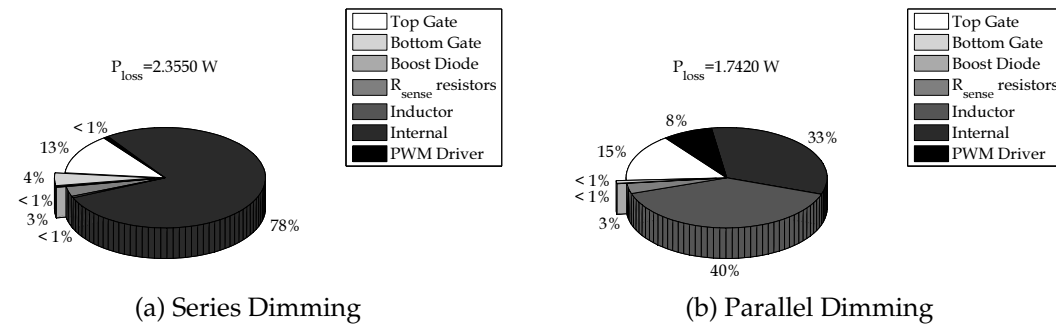 Top Gate
Bottom Gate
Boost Diode
R_sense resistors
Inductor
Internal
PWM Driver
P_loss=2.3550 W
< 1%
13%
4%
< 1%
3%
< 1%
78%
(a) Series Dimming
Top Gate
Bottom Gate
Boost Diode
R_sense resistors
Inductor
Internal
PWM Driver
P_loss=1.7420 W
8%
33%
15%
< 1%
< 1%
3%
40%
(b) Parallel Dimming